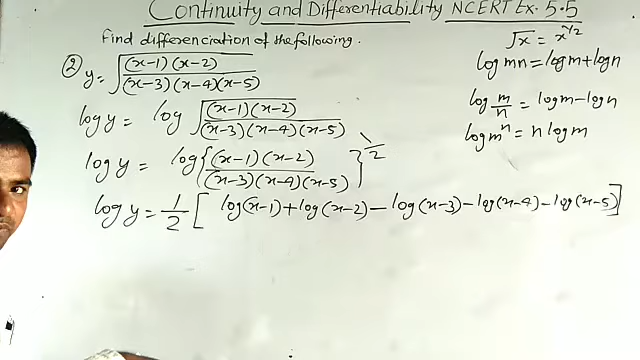 Continuity and Differentiability NCERT Ex. 5.5
Find differenciation of the following.
② y = √((x-1)(x-2)/(x-3)(x-4)(x-5))
log y = log √((x-1)(x-2)/(x-3)(x-4)(x-5))
log y = log {(x-1)(x-2)/(x-3)(x-4)(x-5)}^1/2
log y = 1/2 [log(x-1)+log(x-2)-log(x-3)-log(x-4)-log(x-5)]
√x = x^1/2
log mn = log m + log n
log m/n = log m - log n
log m^n = n log m